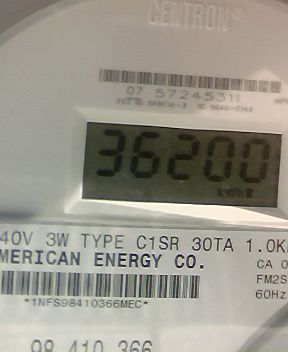 CENTRON®
07 57245311
36200
kWh
40V 3W TYPE C1SR 30TA 1.0K
MERICAN ENERGY CO.
CA 0
FM2S
60Hz
*1NFS98410366MEC*
98 410 366